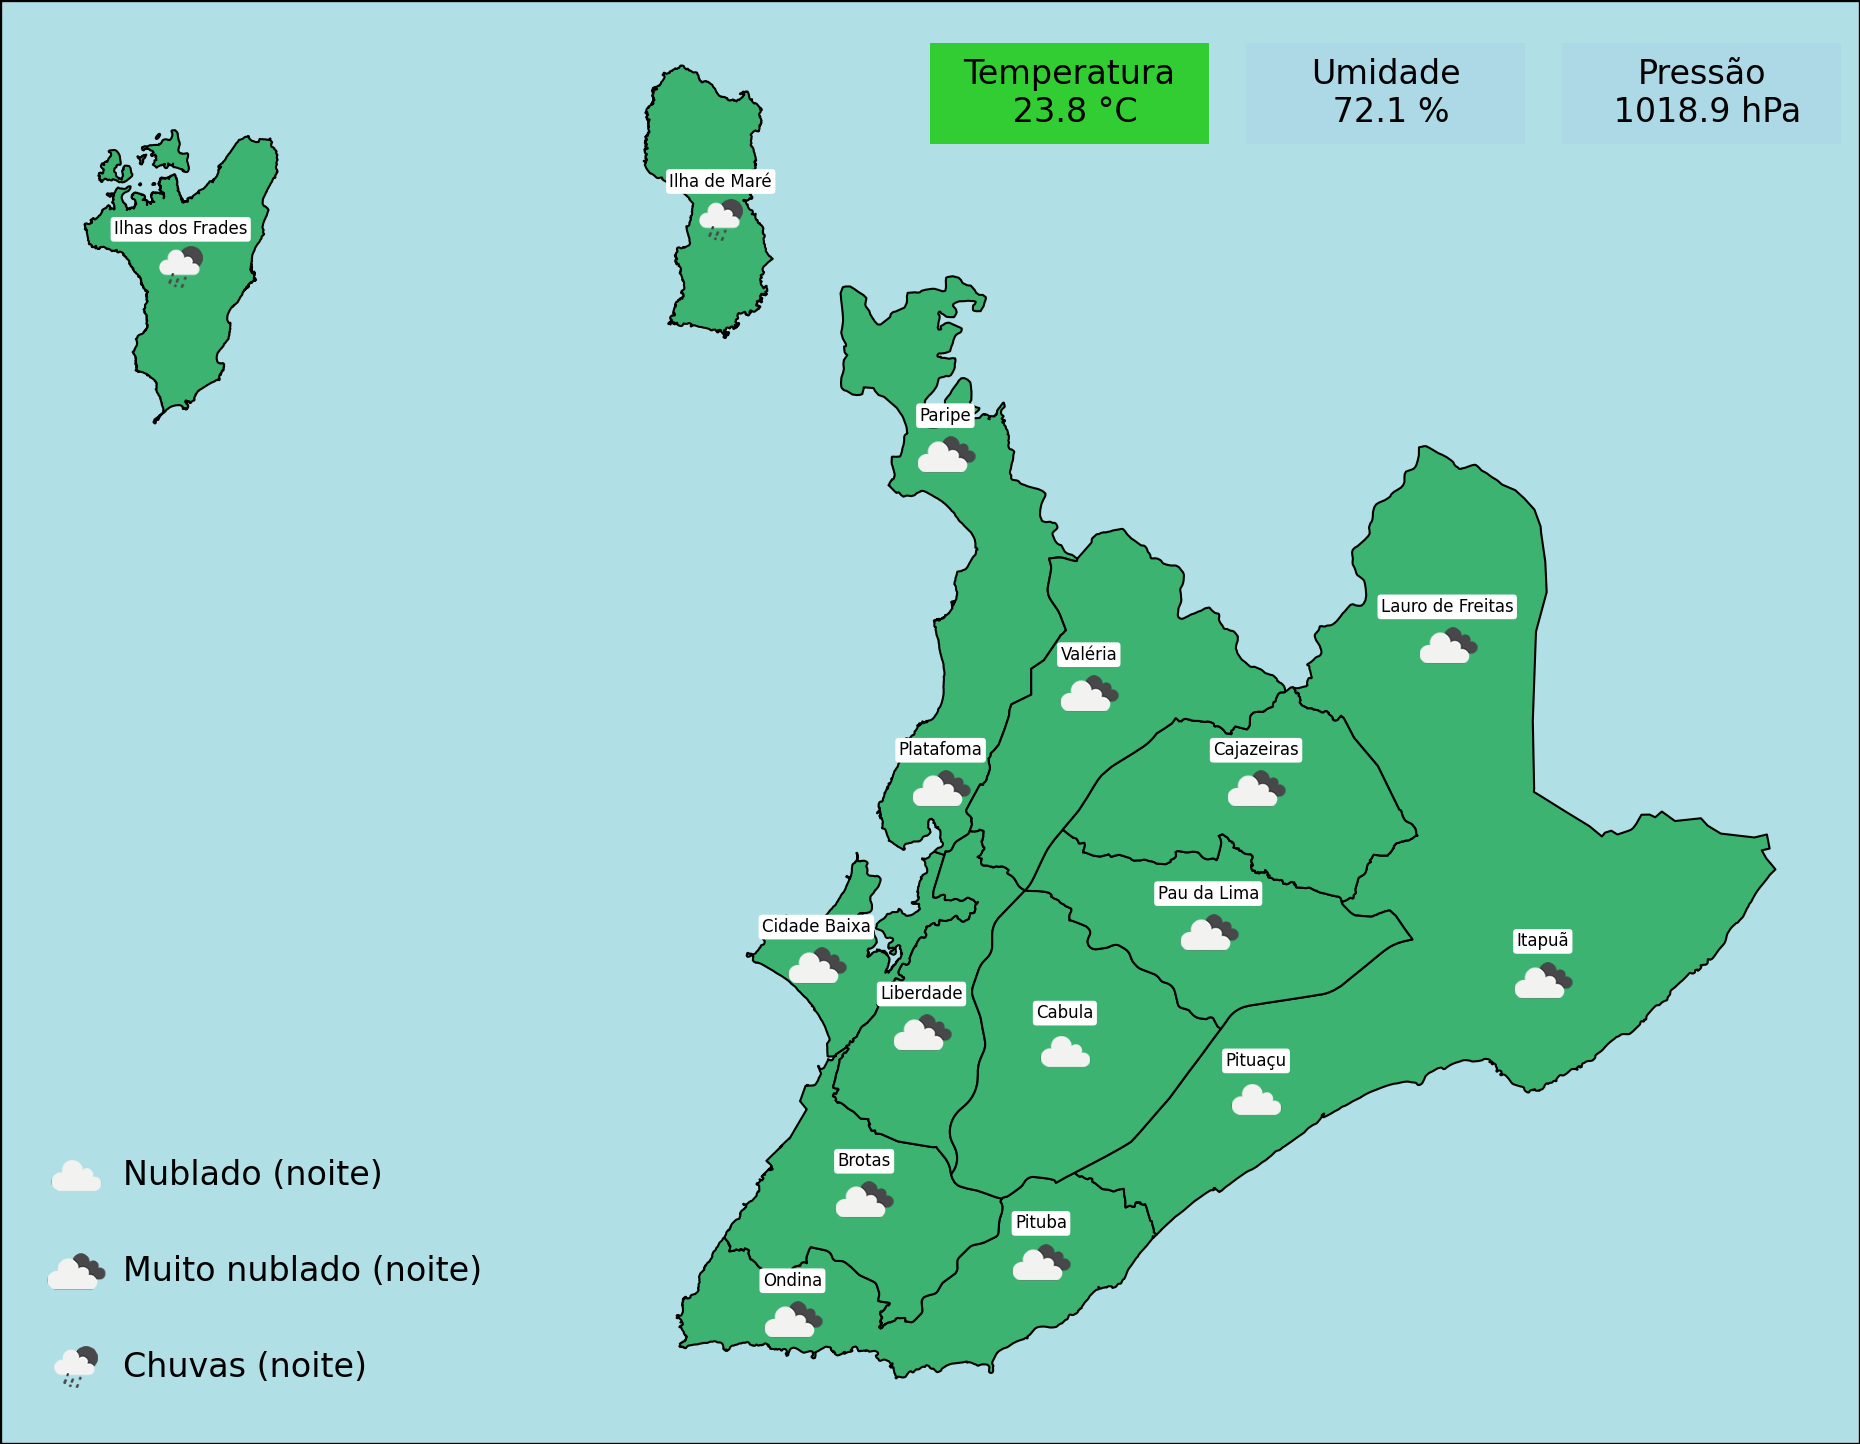 Temperatura
23.8 °C
Umidade
72.1 %
Pressão
1018.9 hPa
Ilha de Maré
Ilhas dos Frades
Paripe
Lauro de Freitas
Valéria
Platafoma
Cajazeiras
Pau da Lima
Cidade Baixa
Itapuã
Liberdade
Cabula
Pituaçu
Brotas
Pituba
Ondina
Nublado (noite)
Muito nublado (noite)
Chuvas (noite)